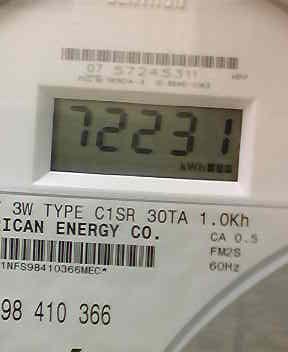 07 57245311
72231
kWh
3W TYPE C1SR 30TA 1.0Kh
ICAN ENERGY CO.
CA 0.5
FM2S
1NFS98410366MEC*
60Hz
98 410 366